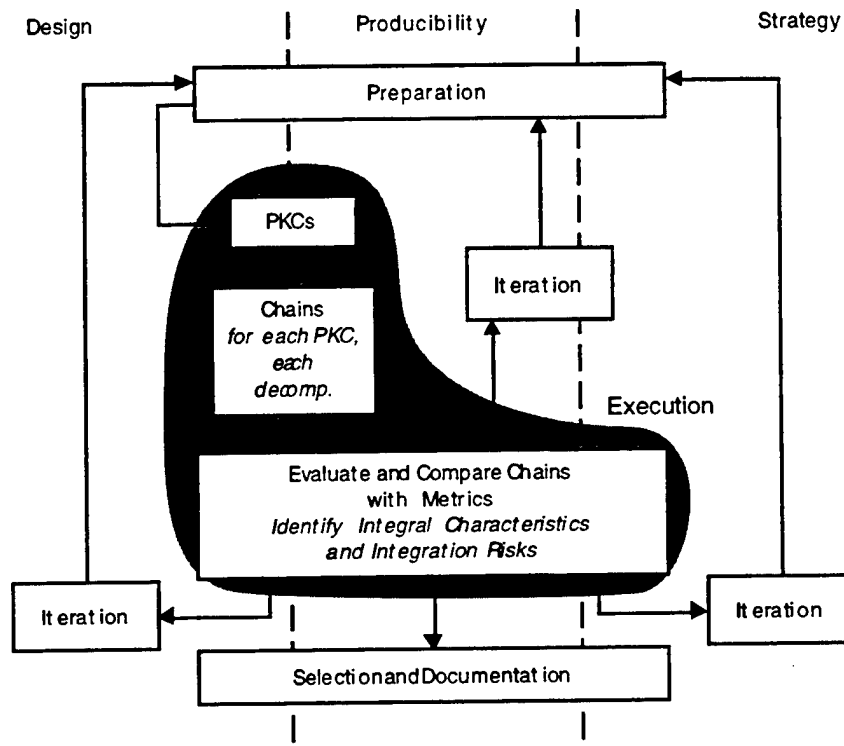 Design
Producibility
Strategy
Preparation
PKCs
Iteration
Chains
for each PKC,
each
decomp.
Execution
Evaluate and Compare Chains
with Metrics
Identify Integral Characteristics
and Integration Risks
Iteration
Iteration
Selection and Documentation